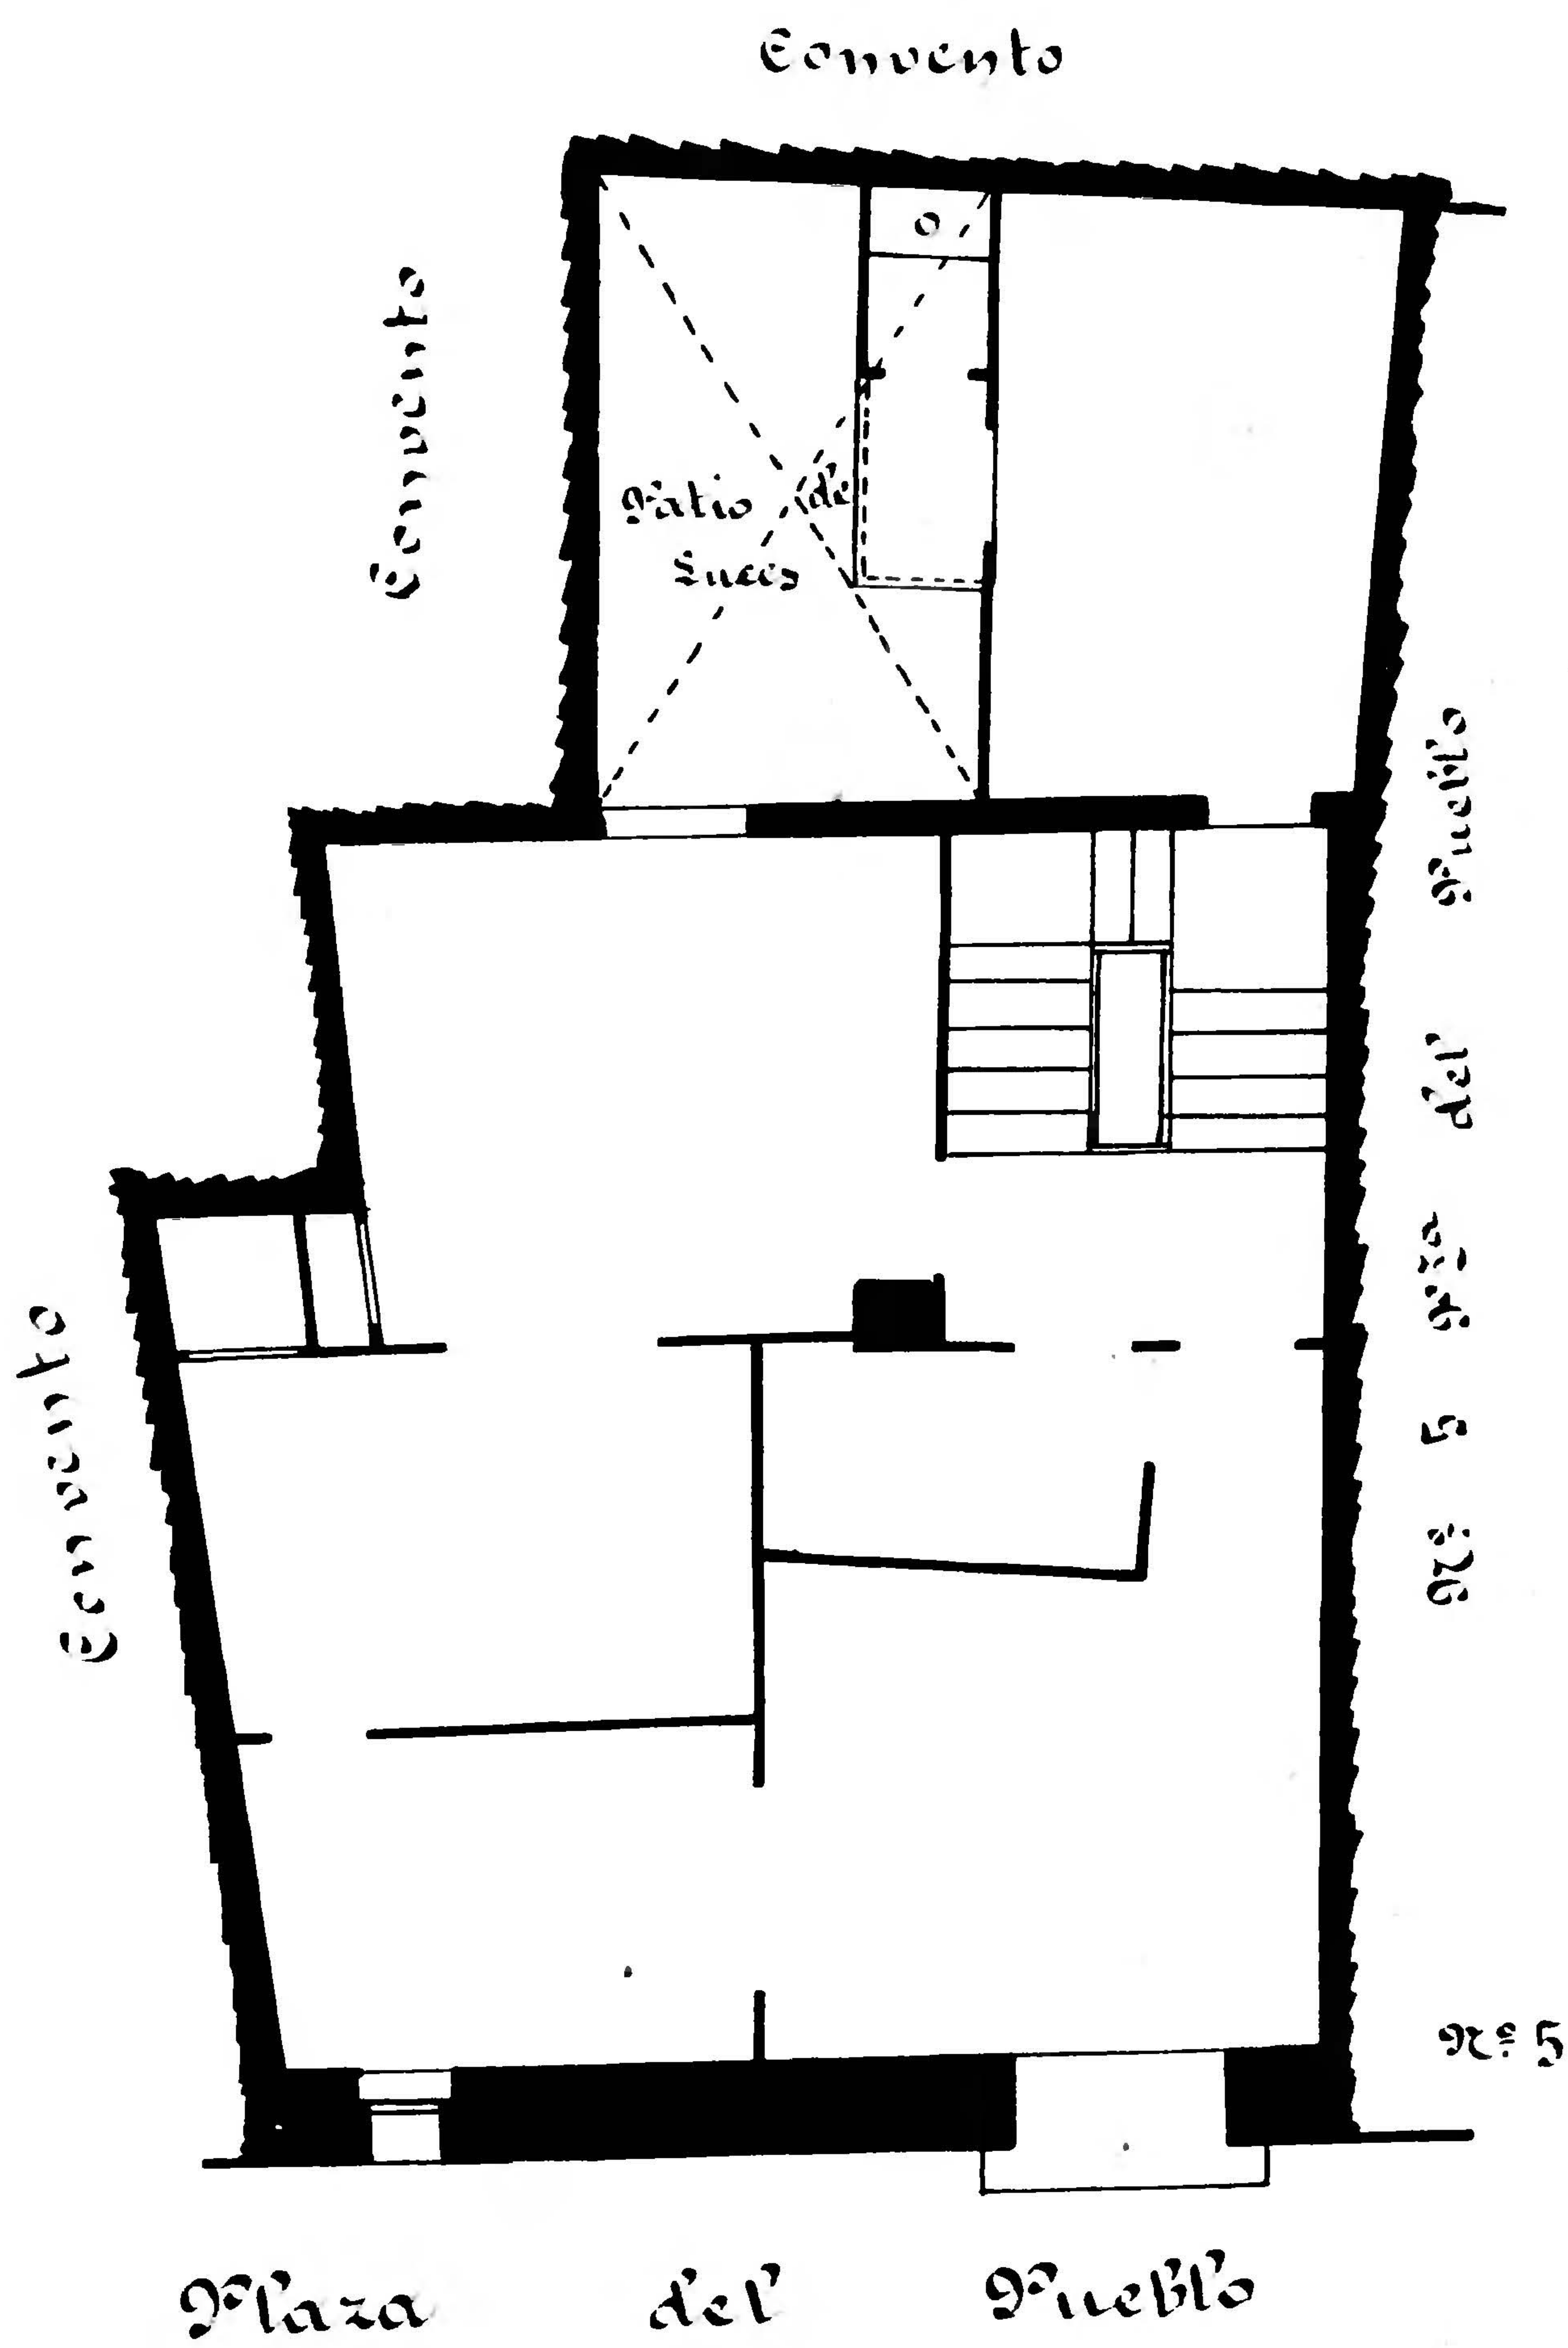 Convento
Convento
Patio de
Luces
Convento
Nº 5 Pza del Pueblo
Nº 5
Plaza del Pueblo